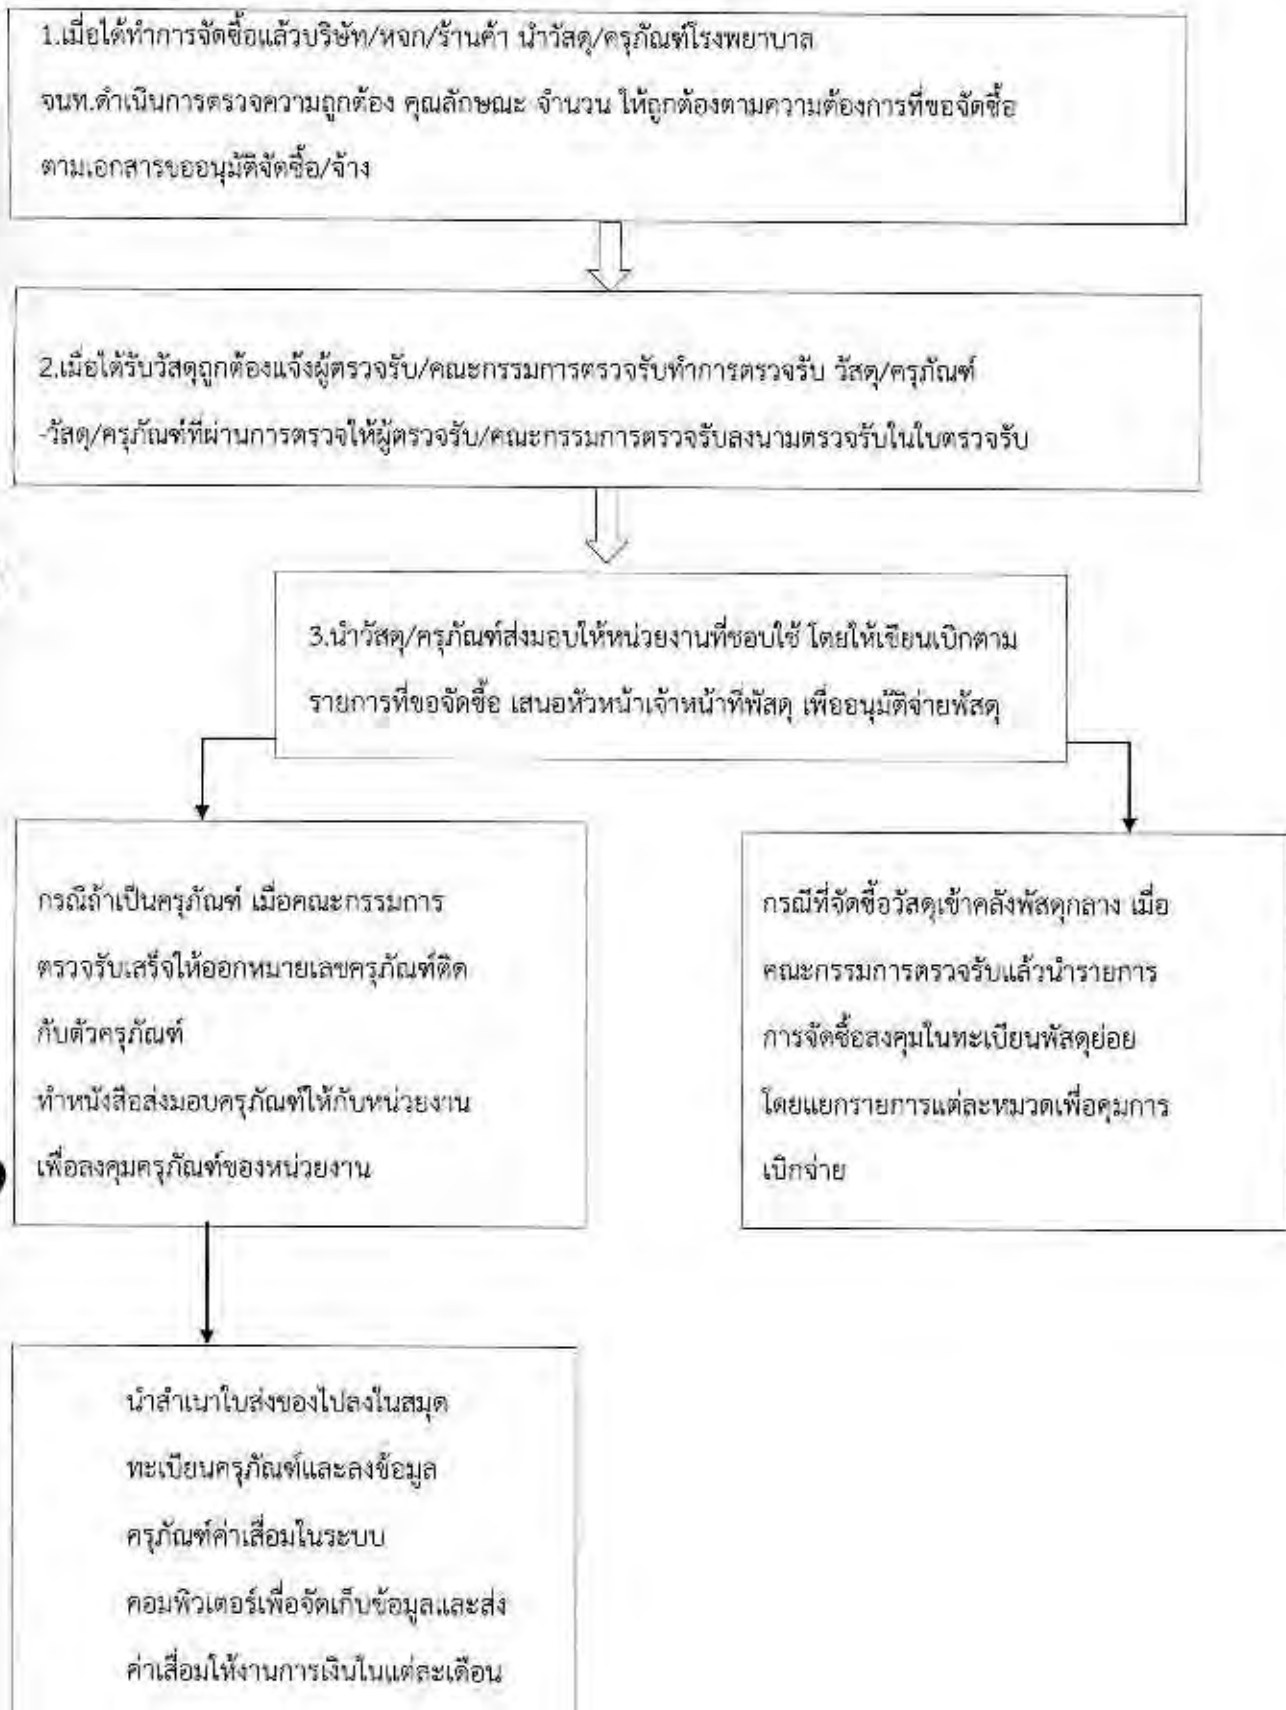 1.เมื่อได้ทำการจัดซื้อแล้วบริษัท/หจก/ร้านค้า นำวัสดุ/ครุภัณฑ์โรงพยาบาล
จนท.ดำเนินการตรวจความถูกต้อง คุณลักษณะ จำนวน ให้ถูกต้องตามความต้องการที่ขอจัดซื้อ
ตามเอกสารขออนุมัติจัดซื้อ/จ้าง
2.เมื่อได้รับวัสดุถูกต้องแจ้งผู้ตรวจรับ/คณะกรรมการตรวจรับทำการตรวจรับ วัสดุ/ครุภัณฑ์
-วัสดุ/ครุภัณฑ์ที่ผ่านการตรวจให้ผู้ตรวจรับ/คณะกรรมการตรวจรับลงนามตรวจรับในใบตรวจรับ
3.นำวัสดุ/ครุภัณฑ์ส่งมอบให้หน่วยงานที่ขอบใช้ โดยให้เขียนเบิกตาม
รายการที่ขอจัดซื้อ เสนอหัวหน้าเจ้าหน้าที่พัสดุ เพื่ออนุมัติจ่ายพัสดุ
กรณีถ้าเป็นครุภัณฑ์ เมื่อคณะกรรมการ
ตรวจรับเสร็จให้ออกหมายเลขครุภัณฑ์ติด
กับตัวครุภัณฑ์
ทำหนังสือส่งมอบครุภัณฑ์ให้กับหน่วยงาน
เพื่อลงคุมครุภัณฑ์ของหน่วยงาน
กรณีที่จัดซื้อวัสดุเข้าคลังพัสดุกลาง เมื่อ
คณะกรรมการตรวจรับแล้วนำรายการ
การจัดซื้อลงคุมในทะเบียนพัสดุย่อย
โดยแยกรายการแต่ละหมวดเพื่อคุมการ
เบิกจ่าย
นำสำเนาใบส่งของไปลงในสมุด
ทะเบียนครุภัณฑ์และลงข้อมูล
ครุภัณฑ์ค่าเสื่อมในระบบ
คอมพิวเตอร์เพื่อจัดเก็บข้อมูลและส่ง
ค่าเสื่อมให้งานการเงินในแต่ละเดือน